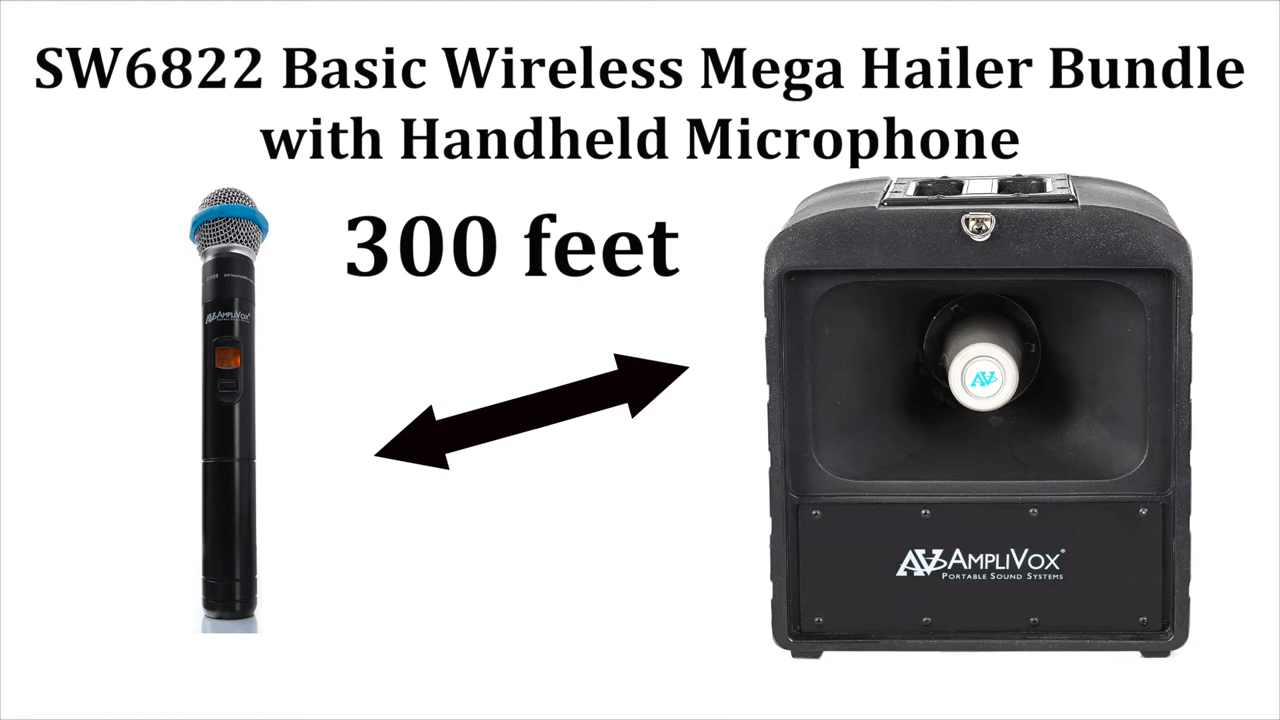 SW6822 Basic Wireless Mega Hailer Bundle
with Handheld Microphone
300 feet
AMPLIVOX
AV AMPLIVOX®
PORTABLE SOUND SYSTEMS